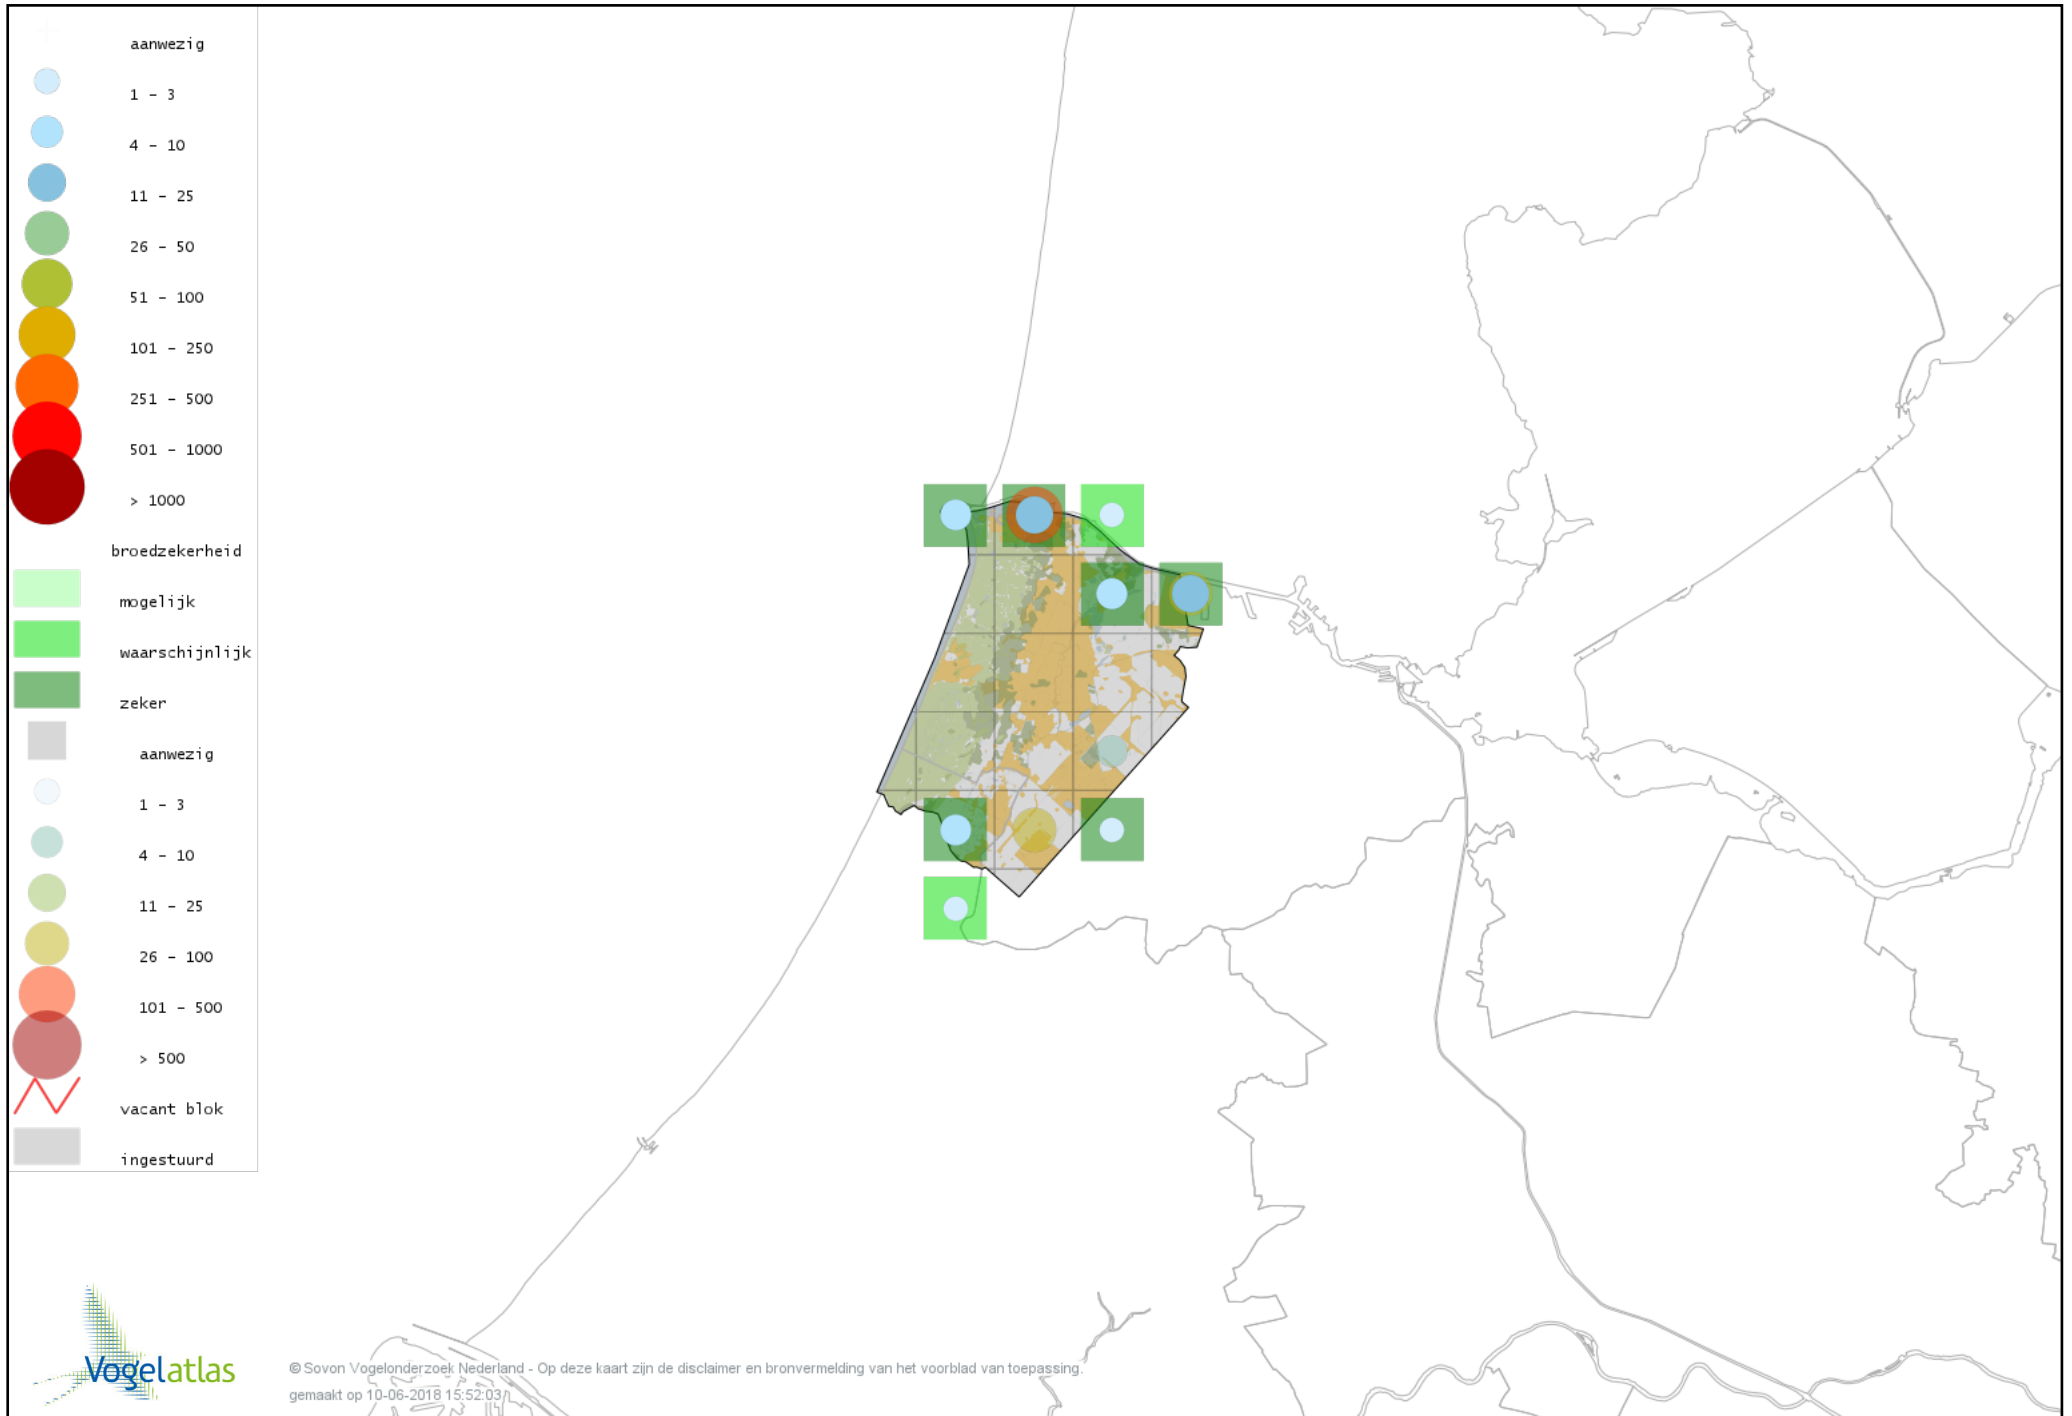 aanwezig
1 - 3
4 - 10
11 - 25
26 - 50
51 - 100
101 - 250
251 - 500
501 - 1000
> 1000
broedzekerheid
mogelijk
waarschijnlijk
zeker
aanwezig
1 - 3
4 - 10
11 - 25
26 - 100
101 - 500
> 500
vacant blok
ingestuurd
Vogelatlas
© Sovon Vogelonderzoek Nederland - Op deze kaart zijn de disclaimer en bronvermelding van het voorblad van toepassing.
gemaakt op 10-06-2018 15:52:03